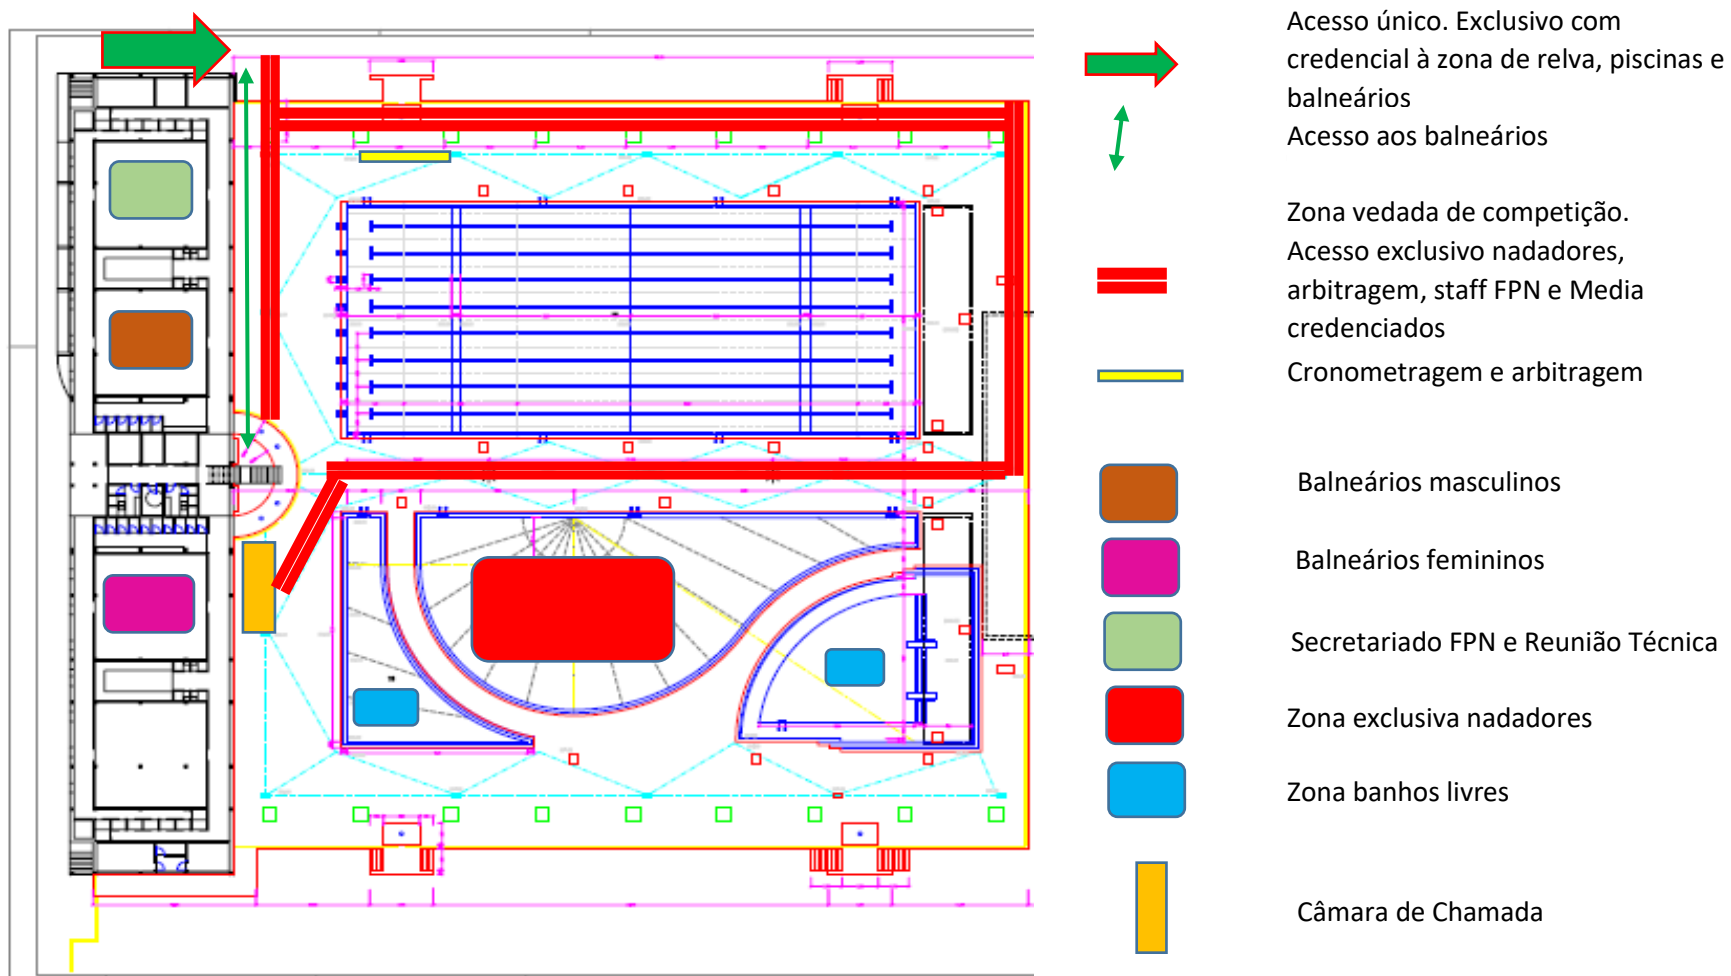 Acesso único. Exclusivo com
credencial à zona de relva, piscinas e
balneários
Acesso aos balneários
Zona vedada de competição.
Acesso exclusivo nadadores,
arbitragem, staff FPN e Media
credenciados
Cronometragem e arbitragem
Balneários masculinos
Balneários femininos
Secretariado FPN e Reunião Técnica
Zona exclusiva nadadores
Zona banhos livres
Câmara de Chamada